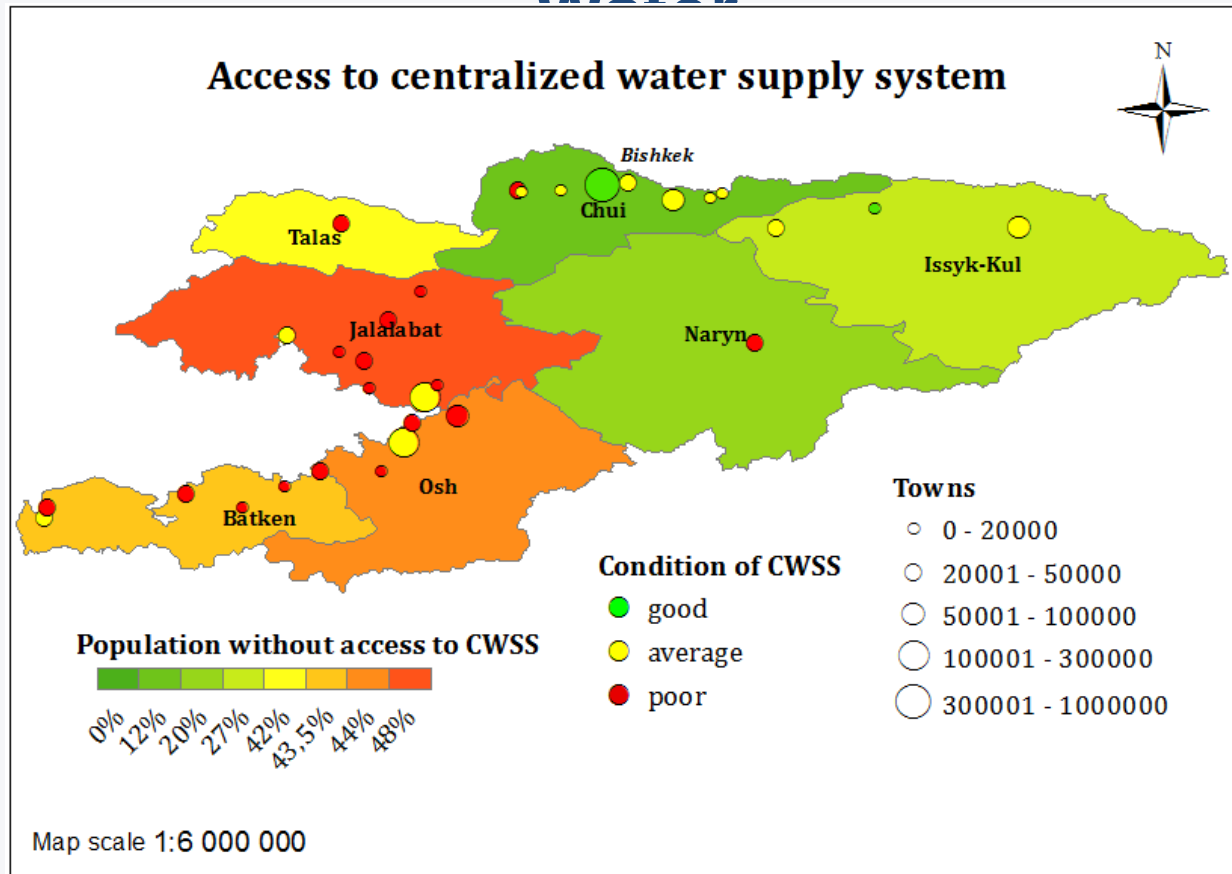 Access to centralized water supply system
N
Bishkek
Chui
Talas
Issyk-Kul
Jalalabat
Naryn
Osh
Batken
Towns
0 - 20000
20001 - 50000
50001 - 100000
100001 - 300000
300001 - 1000000
Condition of CWSS
good
average
poor
Population without access to CWSS
0%
12%
20%
27%
42%
43,5%
44%
48%
Map scale 1:6 000 000